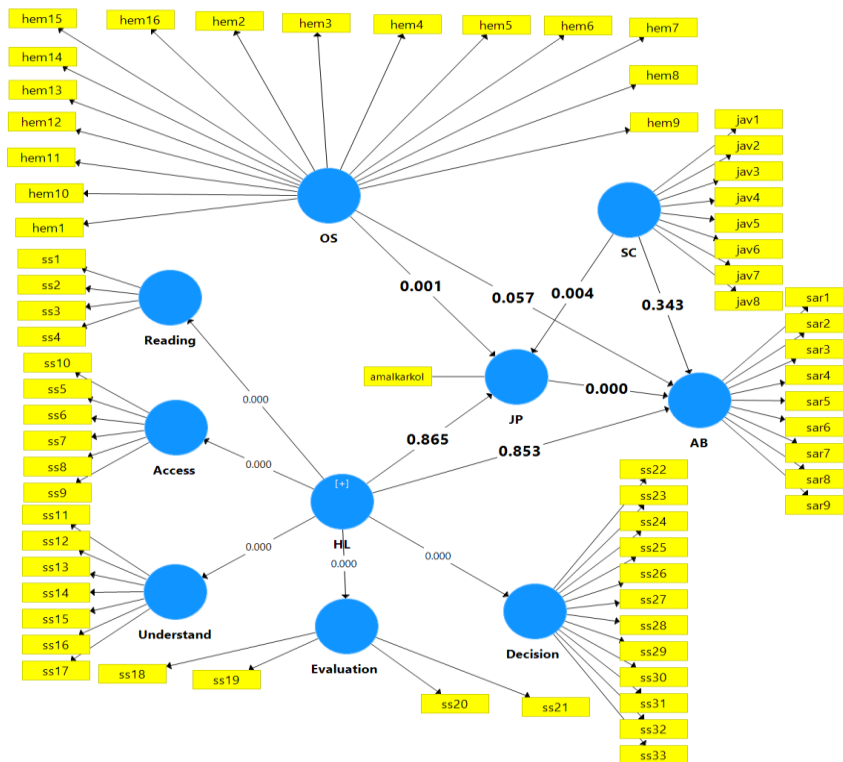 hem15
hem16
hem2
hem3
hem4
hem5
hem6
hem7
hem14
hem8
hem13
hem12
hem9
jav1
hem11
jav2
jav3
hem10
jav4
hem1
jav5
OS
SC
jav6
ss1
jav7
ss2
jav8
sar1
ss3
0.001
0.057
0.004
0.343
sar2
ss4
Reading
sar3
ss10
amalkarkol
sar4
ss5
0.000
sar5
ss6
0.000
JP
AB
sar6
ss7
0.865
0.853
sar7
ss8
Access
0.000
ss22
sar8
ss9
[+]
ss23
sar9
ss11
ss24
ss12
HL
0.000
0.000
0.000
ss25
ss13
ss26
ss14
ss27
ss15
Understand
ss28
ss16
Evaluation
Decision
ss29
ss17
ss18
ss19
ss30
ss20
ss21
ss31
ss32
ss33